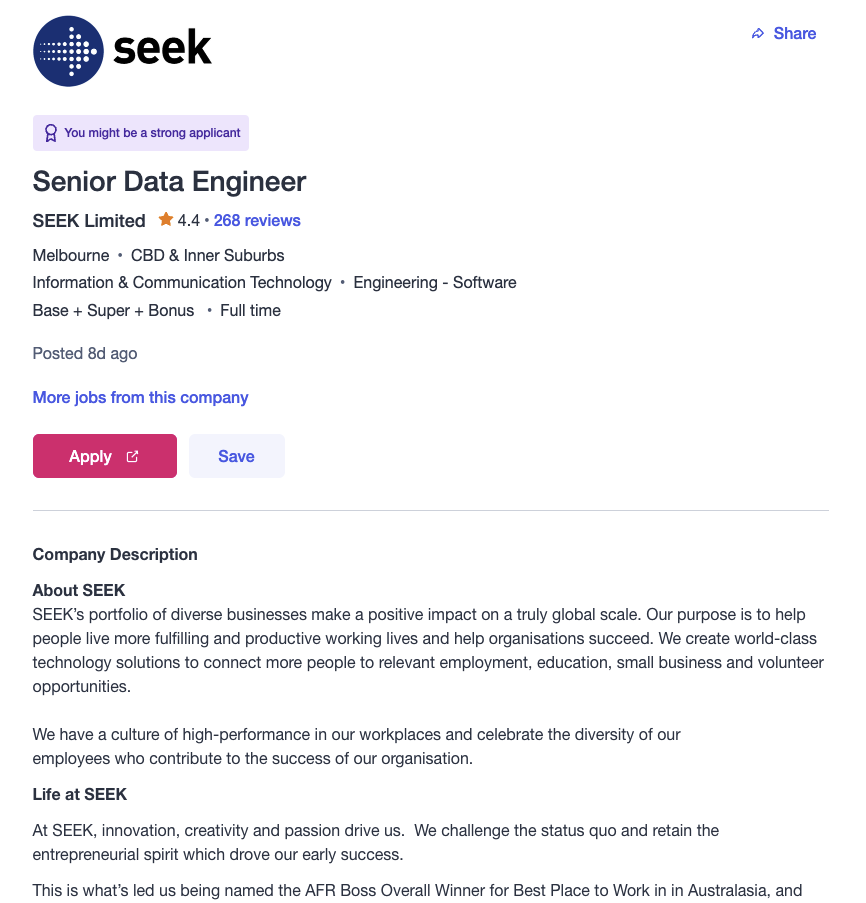 seek
Share
You might be a strong applicant
Senior Data Engineer
SEEK Limited 4.4 • 268 reviews
Melbourne • CBD & Inner Suburbs
Information & Communication Technology • Engineering - Software
Base + Super + Bonus • Full time
Posted 8d ago
More jobs from this company
Apply Save
Company Description
About SEEK
SEEK’s portfolio of diverse businesses make a positive impact on a truly global scale. Our purpose is to help
people live more fulfilling and productive working lives and help organisations succeed. We create world-class
technology solutions to connect more people to relevant employment, education, small business and volunteer
opportunities.
We have a culture of high-performance in our workplaces and celebrate the diversity of our
employees who contribute to the success of our organisation.
Life at SEEK
At SEEK, innovation, creativity and passion drive us.  We challenge the status quo and retain the
entrepreneurial spirit which drove our early success.
This is what’s led us being named the AFR Boss Overall Winner for Best Place to Work in in Australasia, and